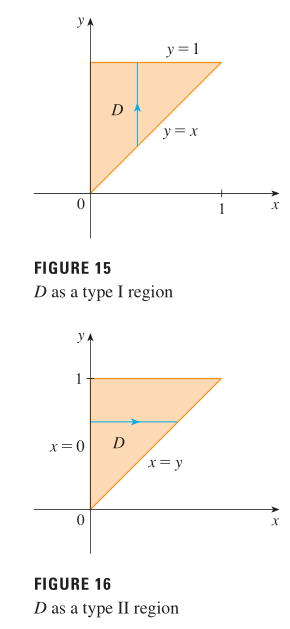 y
y = 1
D
y = x
0
1
x
FIGURE 15
D as a type I region
y
1
x = 0
D
x = y
0
x
FIGURE 16
D as a type II region